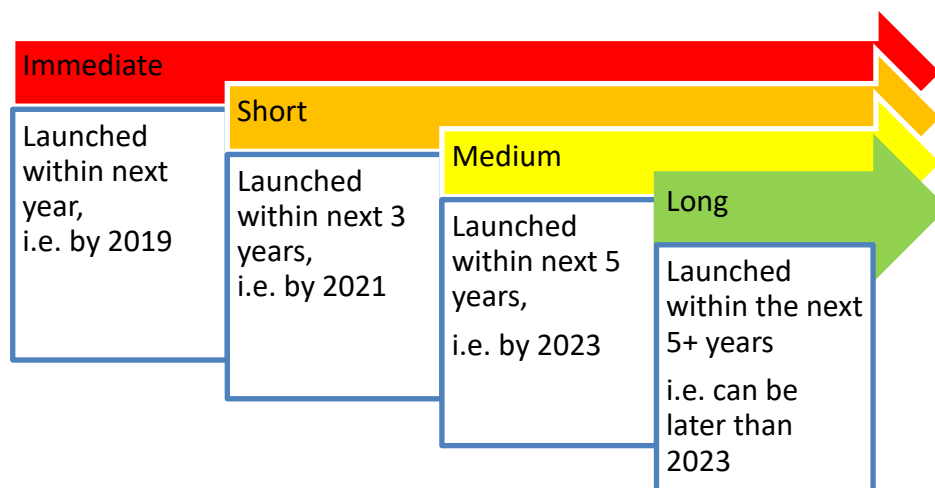 Immediate
Launched
within next
year,
i.e. by 2019
Short
Launched
within next 3
years,
i.e. by 2021
Medium
Launched
within next 5
years,
i.e. by 2023
Long
Launched
within the next
5+ years
i.e. can be
later than
2023